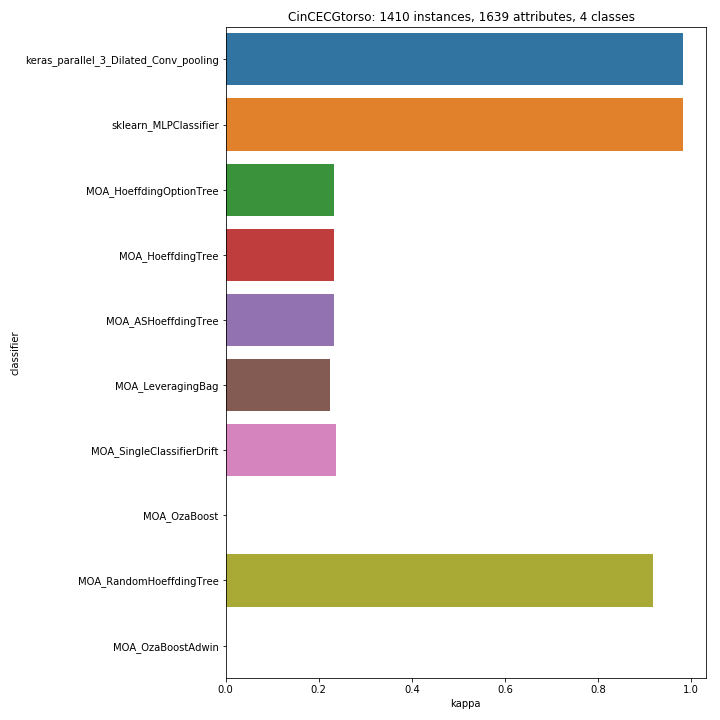 CinCECGtorso: 1410 instances, 1639 attributes, 4 classes
keras_parallel_3_Dilated_Conv_pooling
sklearn_MLPClassifier
MOA_HoeffdingOptionTree
MOA_HoeffdingTree
MOA_ASHoeffdingTree
classifier
MOA_LeveragingBag
MOA_SingleClassifierDrift
MOA_OzaBoost
MOA_RandomHoeffdingTree
MOA_OzaBoostAdwin
0.0 0.2 0.4 0.6 0.8 1.0
kappa